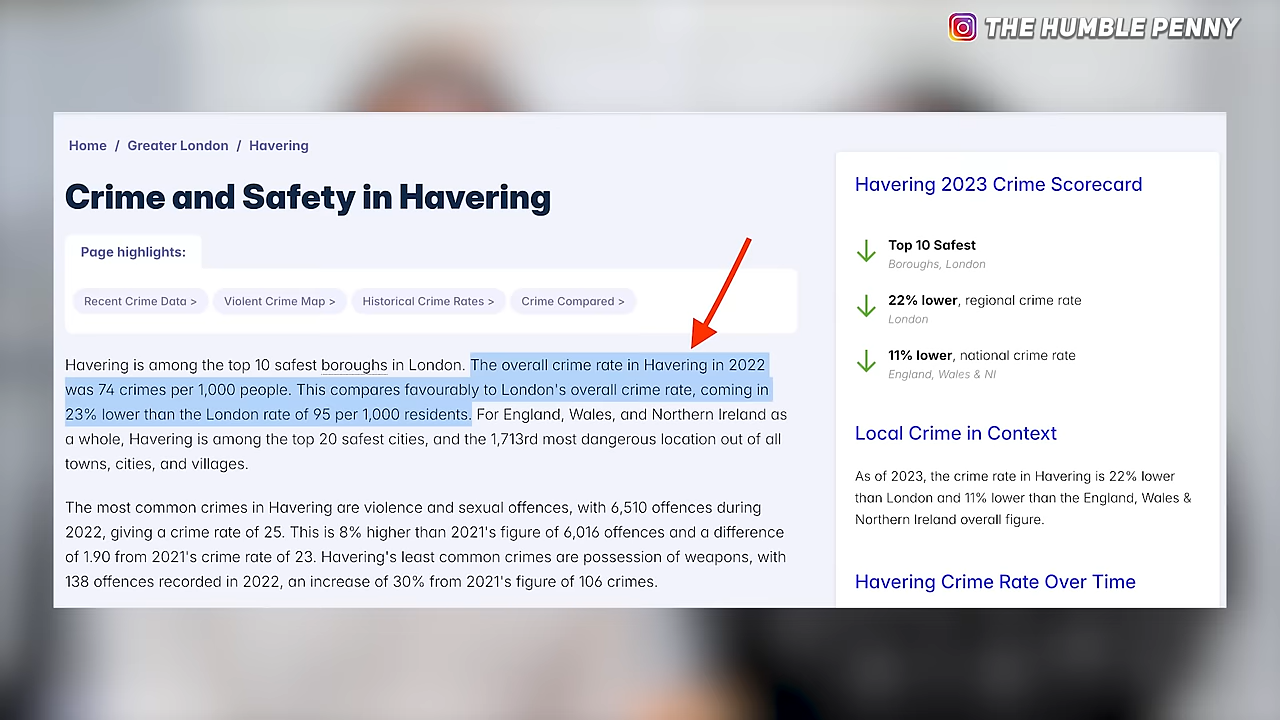 THE HUMBLE PENNY
Home / Greater London / Havering
Crime and Safety in Havering
Page highlights:
Recent Crime Data >
Violent Crime Map >
Historical Crime Rates >
Crime Compared >
Havering is among the top 10 safest boroughs in London. The overall crime rate in Havering in 2022
was 74 crimes per 1,000 people. This compares favourably to London's overall crime rate, coming in
23% lower than the London rate of 95 per 1,000 residents. For England, Wales, and Northern Ireland as
a whole, Havering is among the top 20 safest cities, and the 1,713rd most dangerous location out of all
towns, cities, and villages.
The most common crimes in Havering are violence and sexual offences, with 6,510 offences during
2022, giving a crime rate of 25. This is 8% higher than 2021's figure of 6,016 offences and a difference
of 1.90 from 2021's crime rate of 23. Havering's least common crimes are possession of weapons, with
138 offences recorded in 2022, an increase of 30% from 2021's figure of 106 crimes.
Havering 2023 Crime Scorecard
Top 10 Safest
Boroughs, London
22% lower, regional crime rate
London
11% lower, national crime rate
England, Wales & NI
Local Crime in Context
As of 2023, the crime rate in Havering is 22% lower
than London and 11% lower than the England, Wales &
Northern Ireland overall figure.
Havering Crime Rate Over Time